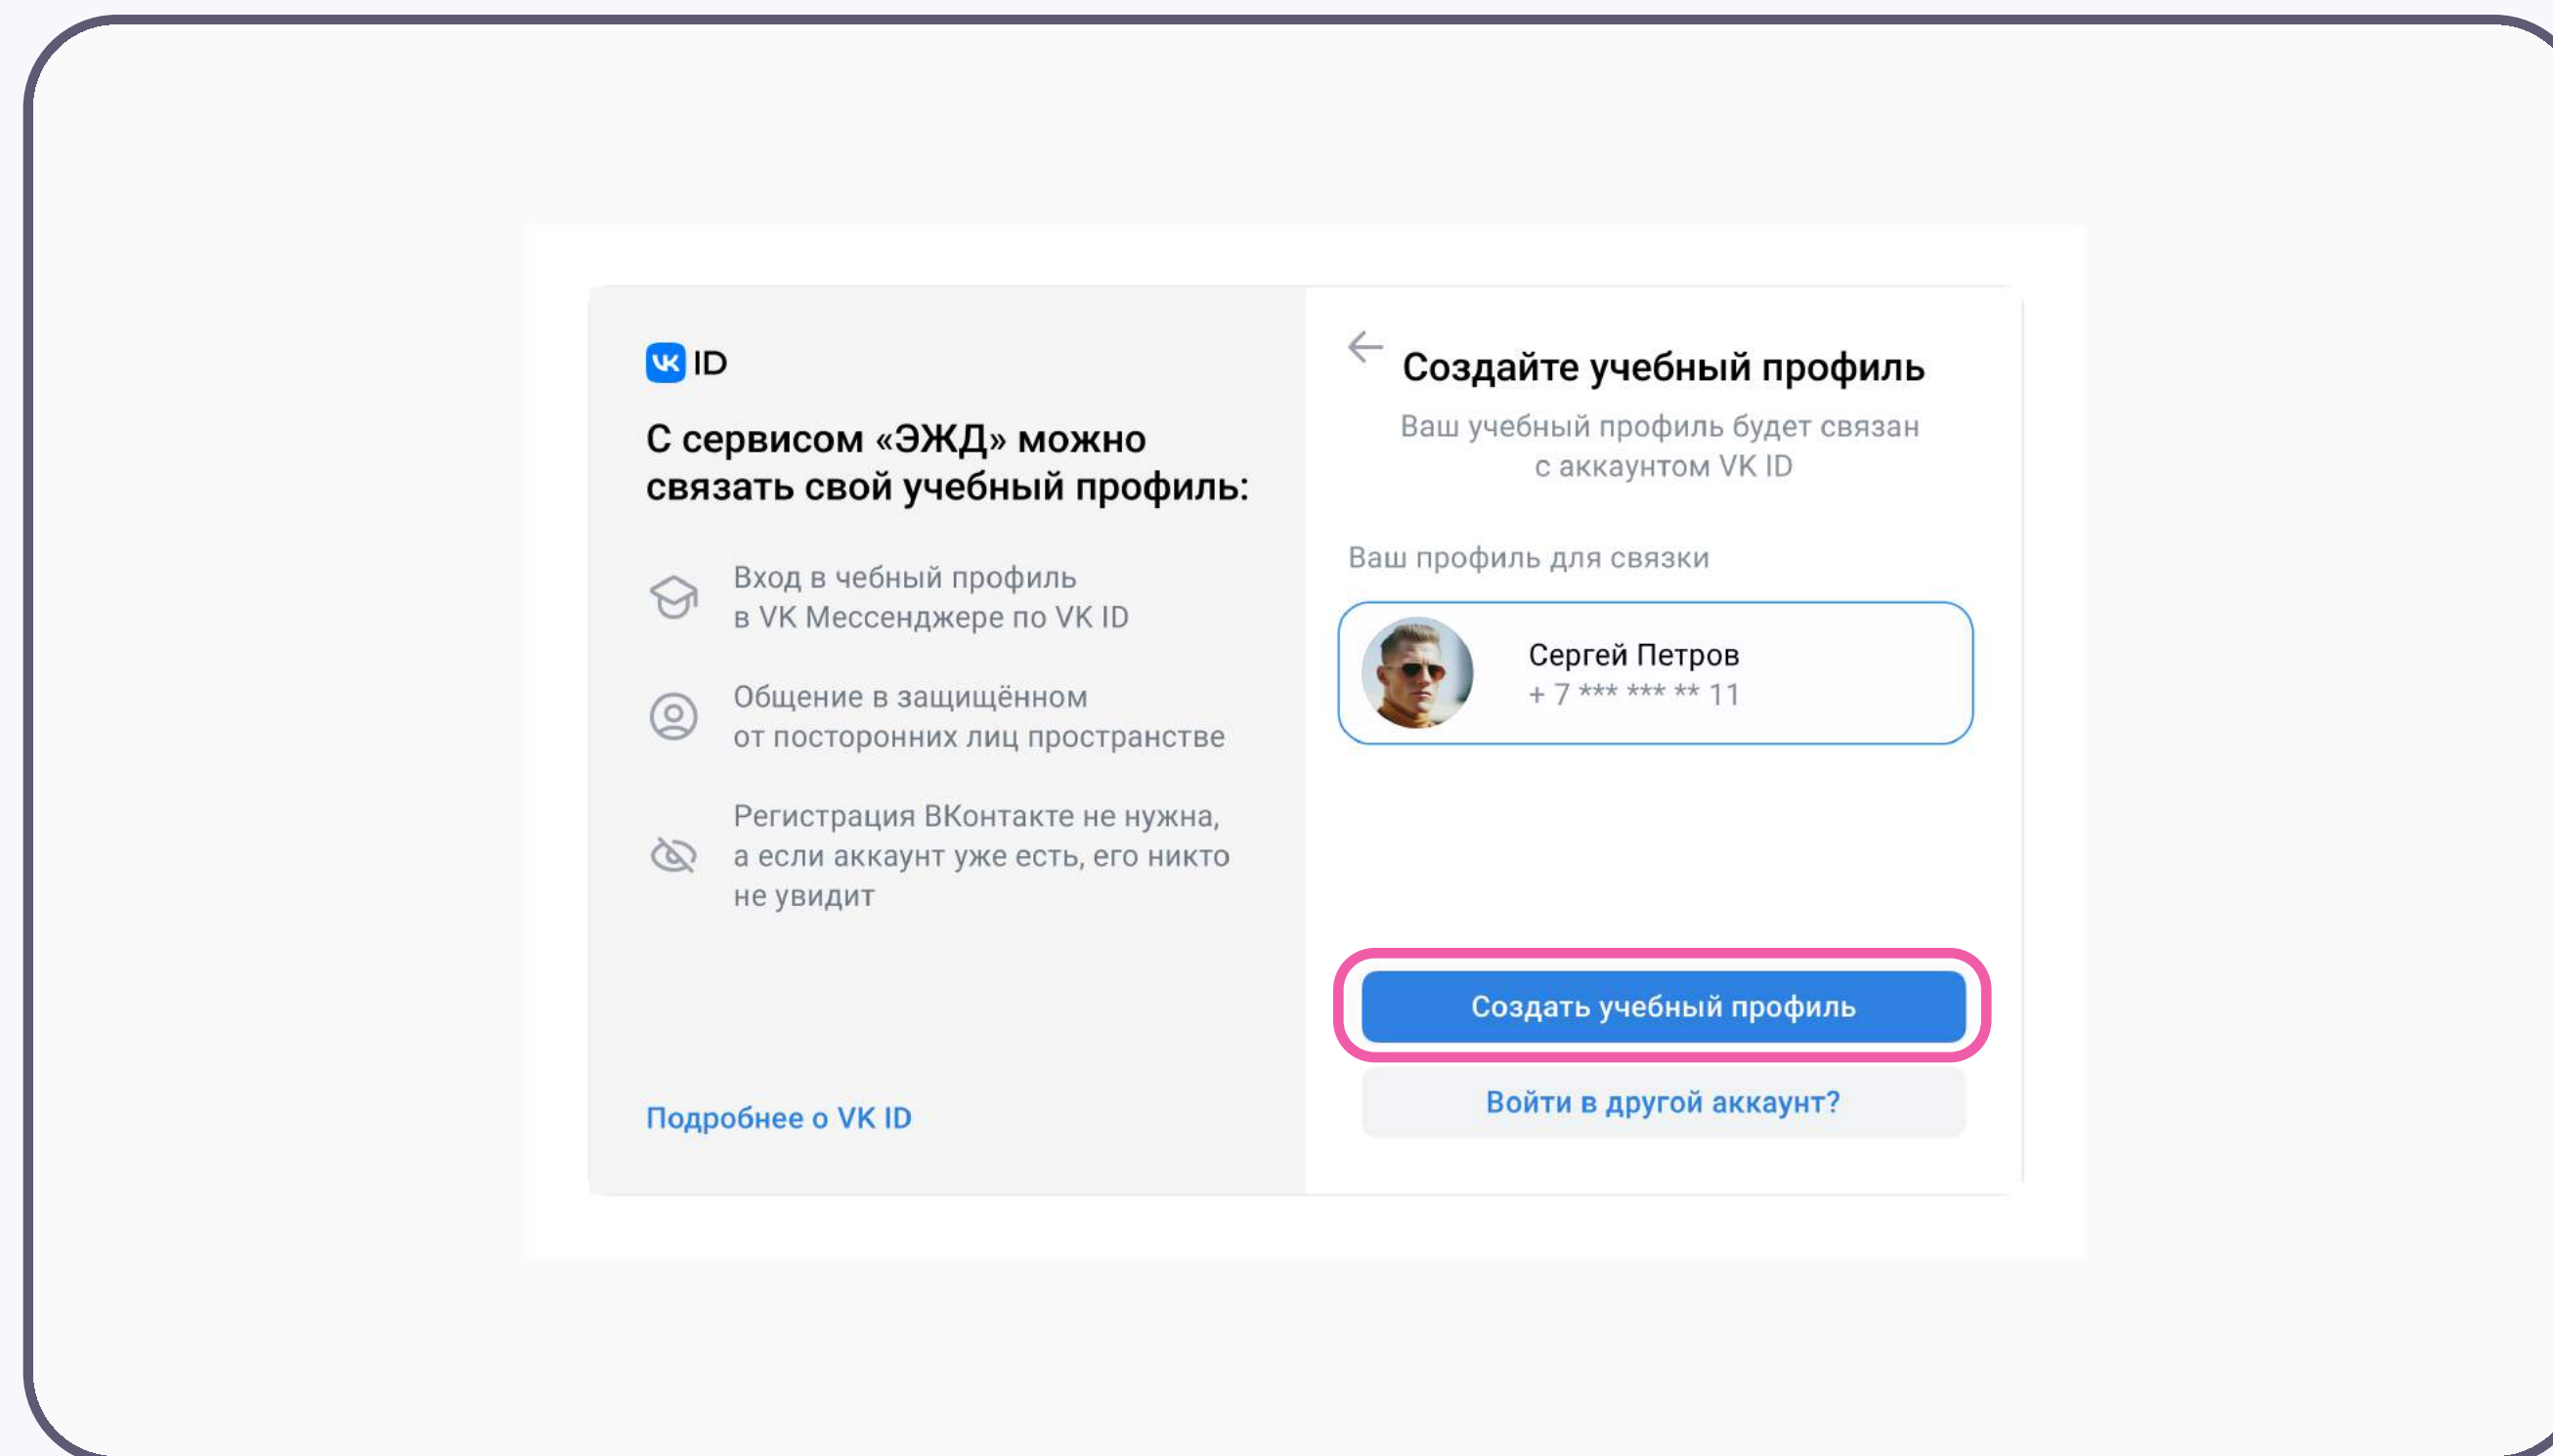 VK ID
С сервисом «ЭЖД» можно
связать свой учебный профиль:
Вход в чебный профиль
в VK Мессенджере по VK ID
Общение в защищённом
от посторонних лиц пространстве
Регистрация ВКонтакте не нужна,
а если аккаунт уже есть, его никто
не увидит
Подробнее о VK ID
Создайте учебный профиль
Ваш учебный профиль будет связан
с аккаунтом VK ID
Ваш профиль для связки
Сергей Петров
+ 7 *** *** ** 11
Создать учебный профиль
Войти в другой аккаунт?